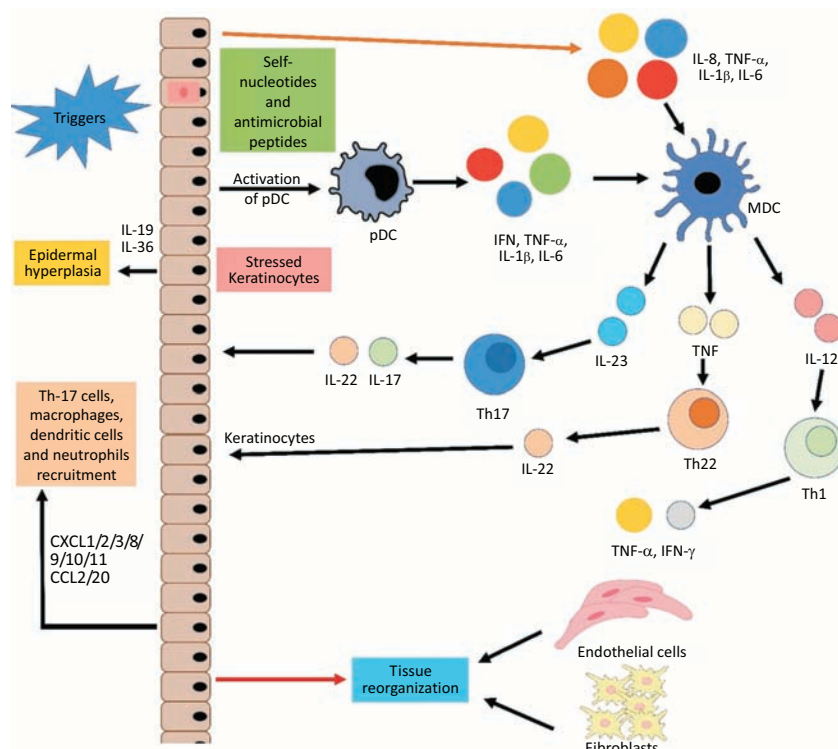 Triggers
Self-
nucleotides
and
antimicrobial
peptides
IL-8, TNF-α,
IL-1β, IL-6
Activation
of pDC
pDC
IFN, TNF-α,
IL-1β, IL-6
MDC
IL-19
IL-36
Epidermal
hyperplasia
Stressed
Keratinocytes
IL-23
TNF
IL-12
IL-22
IL-17
Th17
Th22
Th1
Th-17 cells,
macrophages,
dendritic cells
and neutrophils
recruitment
Keratinocytes
IL-22
TNF-α, IFN-γ
CXCL1/2/3/8/
9/10/11
CCL2/20
Tissue
reorganization
Endothelial cells
Fibroblasts